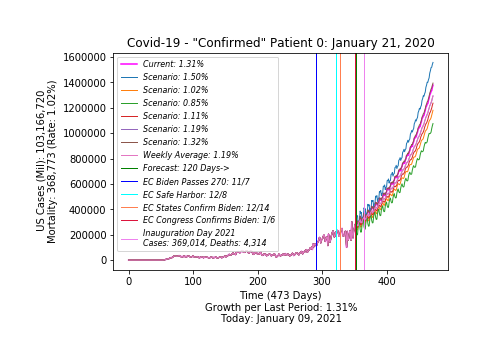 Covid-19 - "Confirmed" Patient 0: January 21, 2020
US Cases (Mil): 103,166,720
Mortality: 368,773 (Rate: 1.02%)
1600000
1400000
1200000
1000000
800000
600000
400000
200000
0
Current: 1.31%
Scenario: 1.50%
Scenario: 1.02%
Scenario: 0.85%
Scenario: 1.11%
Scenario: 1.19%
Scenario: 1.32%
Weekly Average: 1.19%
Forecast: 120 Days->
EC Biden Passes 270: 11/7
EC Safe Harbor: 12/8
EC States Confirm Biden: 12/14
EC Congress Confirms Biden: 1/6
Inauguration Day 2021
Cases: 369,014, Deaths: 4,314
0 100 200 300 400
Time (473 Days)
Growth per Last Period: 1.31%
Today: January 09, 2021